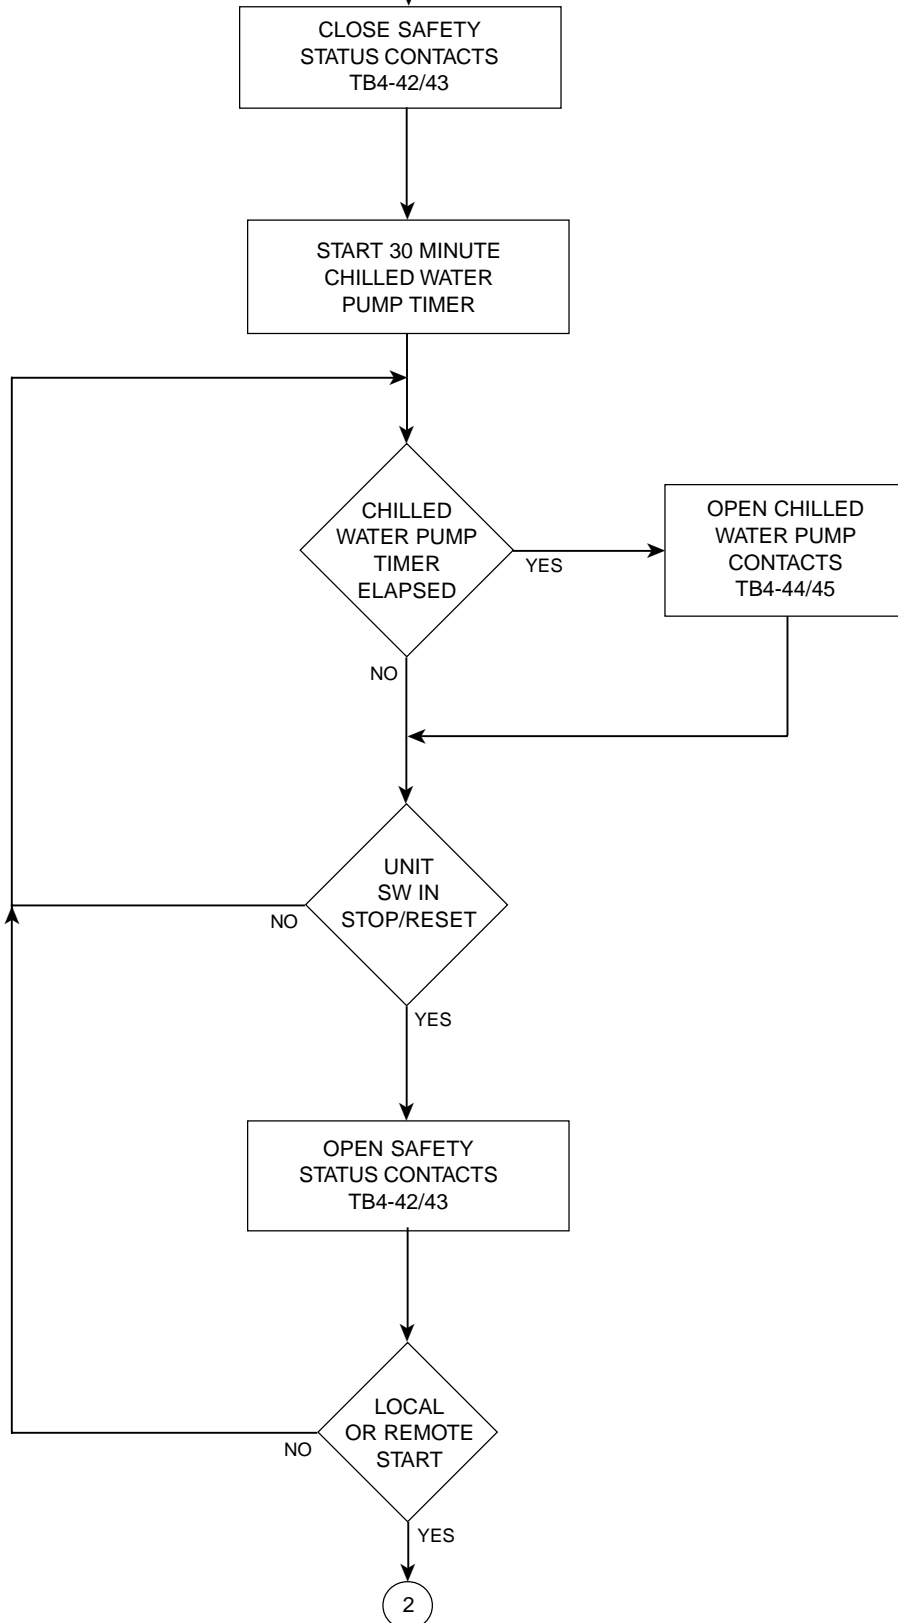 CLOSE SAFETY
STATUS CONTACTS
TB4-42/43
START 30 MINUTE
CHILLED WATER
PUMP TIMER
CHILLED
WATER PUMP
TIMER
ELAPSED
YES
OPEN CHILLED
WATER PUMP
CONTACTS
TB4-44/45
NO
UNIT
SW IN
STOP/RESET
NO
YES
OPEN SAFETY
STATUS CONTACTS
TB4-42/43
LOCAL
OR REMOTE
START
NO
YES
2